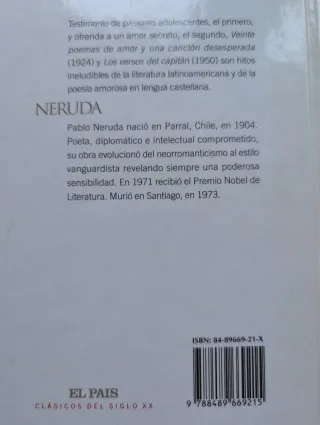 Testimonio de pasiones adolescentes, el primero,
y ofrenda a un amor secreto, el segundo, Veinte
poemas de amor y una canción desesperada
(1924) y Los versos del capitán (1950) son hitos
ineludibles de la literatura latinoamericana y de la
poesía amorosa en lengua castellana.
NERUDA
Pablo Neruda nació en Parral, Chile, en 1904.
Poeta, diplomático e intelectual comprometido,
su obra evolucionó del neorromanticismo al estilo
vanguardista revelando siempre una poderosa
sensibilidad. En 1971 recibió el Premio Nobel de
Literatura. Murió en Santiago, en 1973.
ISBN: 84-89669-21-X
9 788489 669215
EL PAIS
CLÁSICOS DEL SIGLO XX